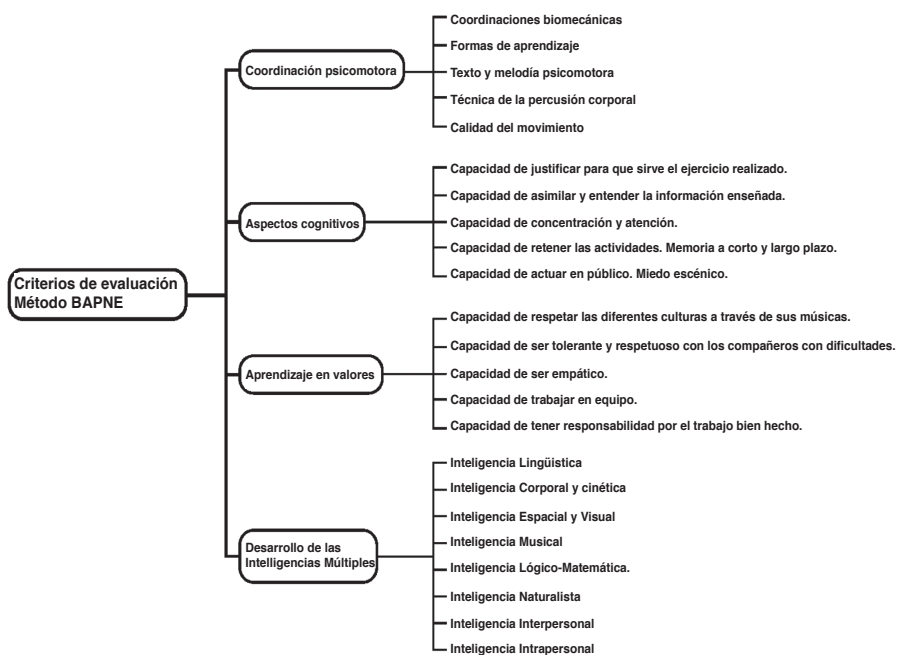 Criterios de evaluación
Método BAPNE
Coordinación psicomotora
Coordinaciones biomecánicas
Formas de aprendizaje
Texto y melodía psicomotora
Técnica de la percusión corporal
Calidad del movimiento
Aspectos cognitivos
Capacidad de justificar para que sirve el ejercicio realizado.
Capacidad de asimilar y entender la información enseñada.
Capacidad de concentración y atención.
Capacidad de retener las actividades. Memoria a corto y largo plazo.
Capacidad de actuar en público. Miedo escénico.
Aprendizaje en valores
Capacidad de respetar las diferentes culturas a través de sus músicas.
Capacidad de ser tolerante y respetuoso con los compañeros con dificultades.
Capacidad de ser empático.
Capacidad de trabajar en equipo.
Capacidad de tener responsabilidad por el trabajo bien hecho.
Desarrollo de las
Intelligencias Múltiples
Inteligencia Lingüistica
Inteligencia Corporal y cinética
Inteligencia Espacial y Visual
Inteligencia Musical
Inteligencia Lógico-Matemática.
Inteligencia Naturalista
Inteligencia Interpersonal
Inteligencia Intrapersonal